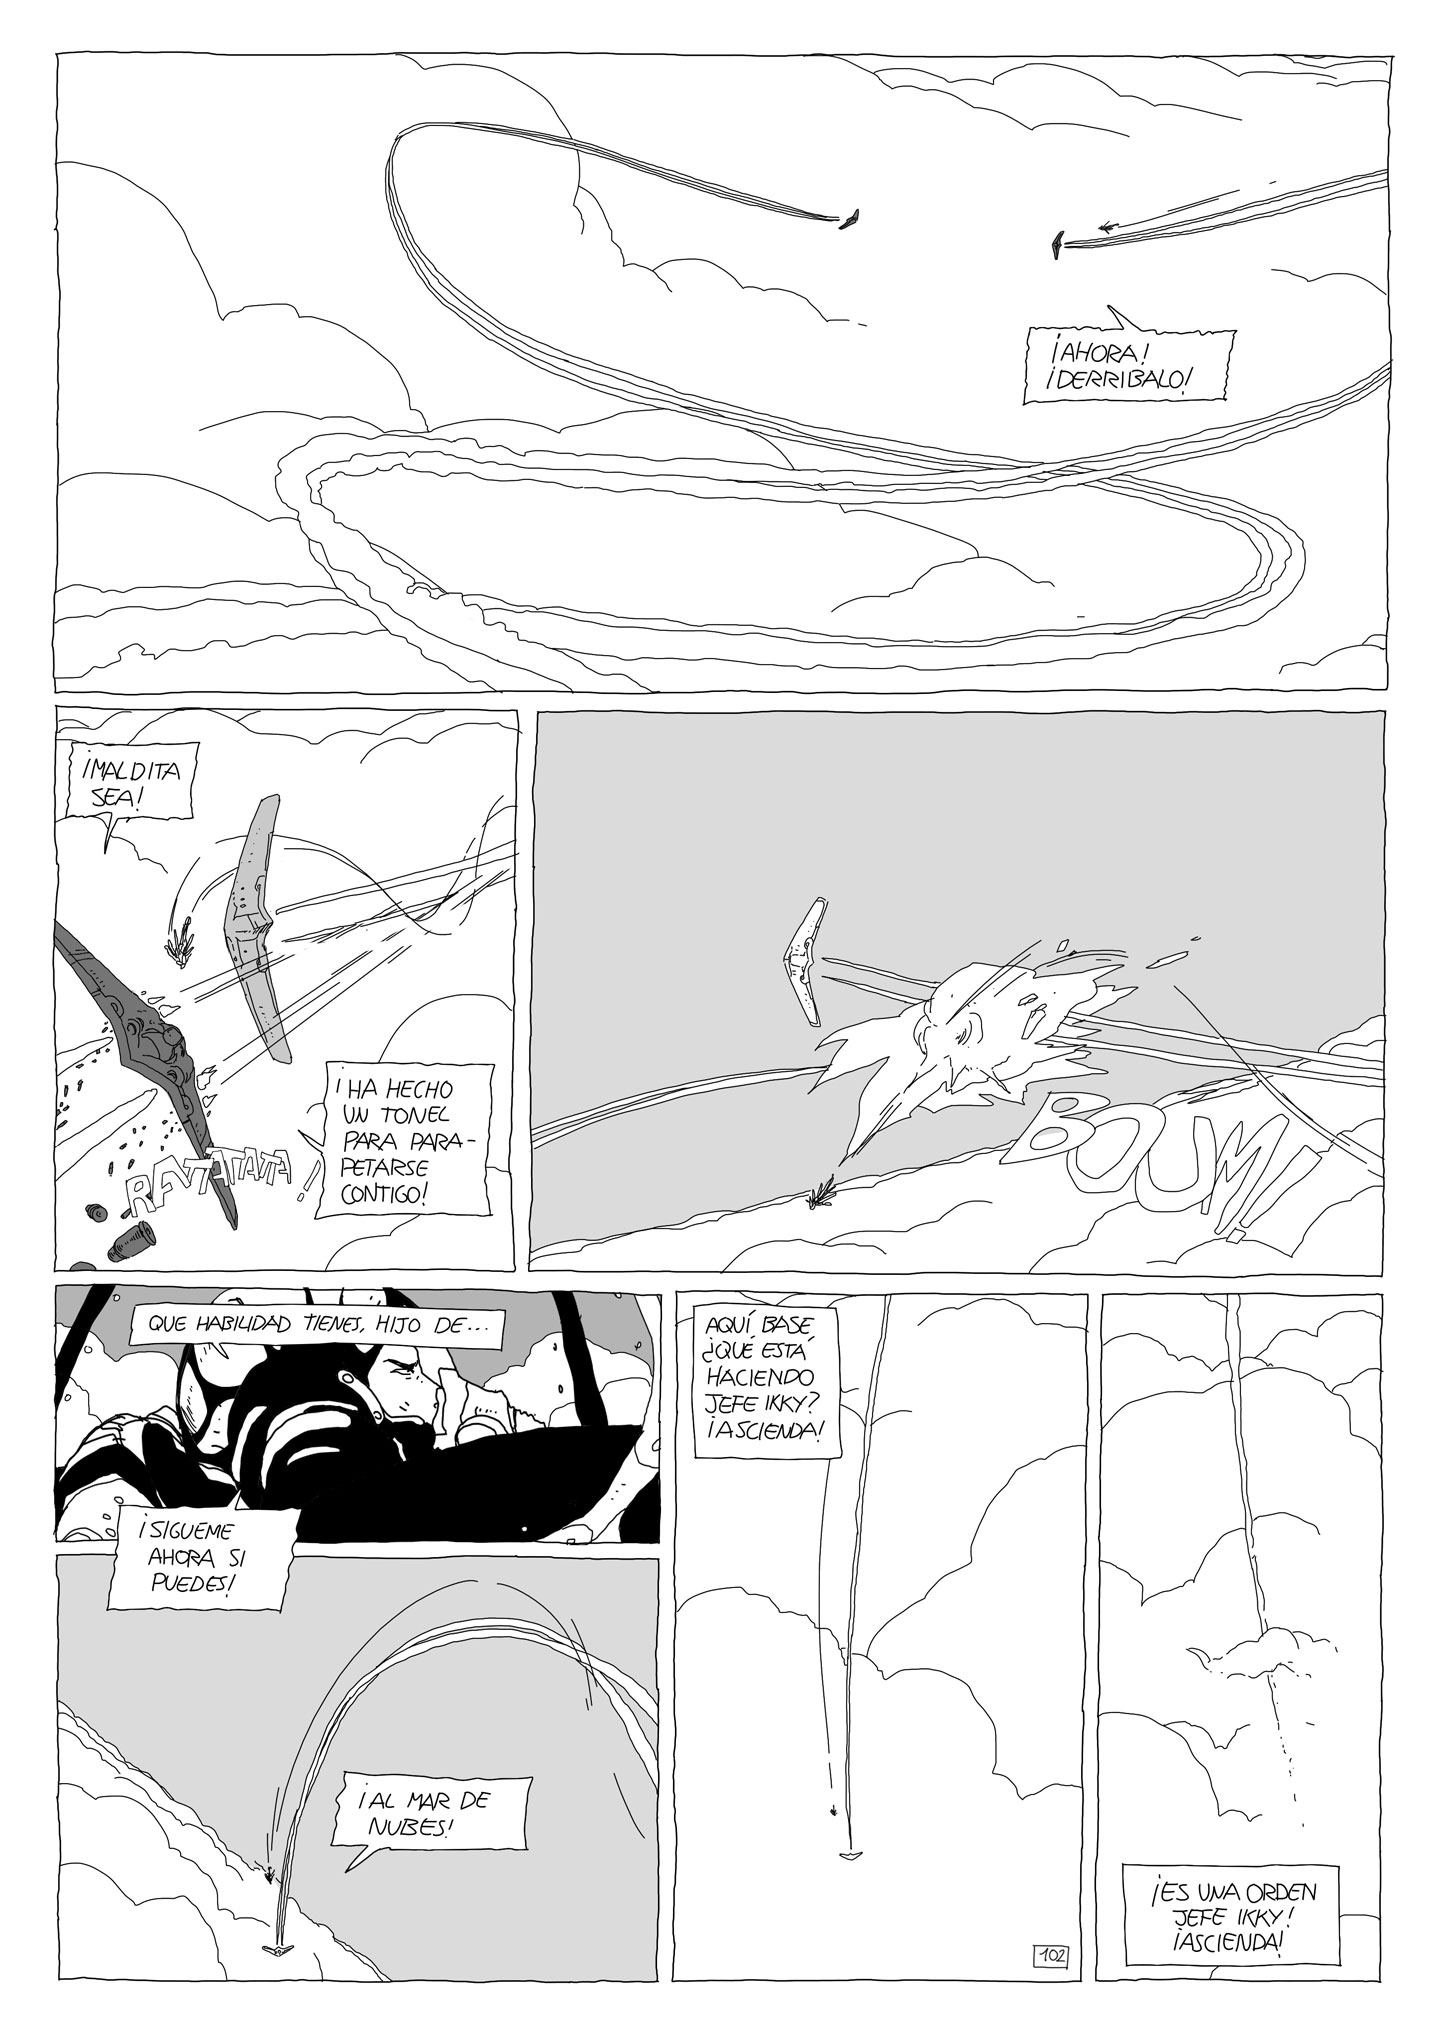 ¡AHORA!
¡DERRIBALO!
¡MALDITA
SEA!
¡HA HECHO
UN TONEL
PARA PARA-
PETARSE
CONTIGO!
RATATATATA!
BOUM!
QUE HABILIDAD TIENES, HIJO DE...
¡SIGUEME
AHORA SI
PUEDES!
¡AL MAR DE
NUBES!
AQUÍ BASE
¿QUÉ ESTÁ
HACIENDO
JEFE IKKY?
¡ASCIENDA!
102
¡ES UNA ORDEN
JEFE IKKY!
¡ASCIENDA!